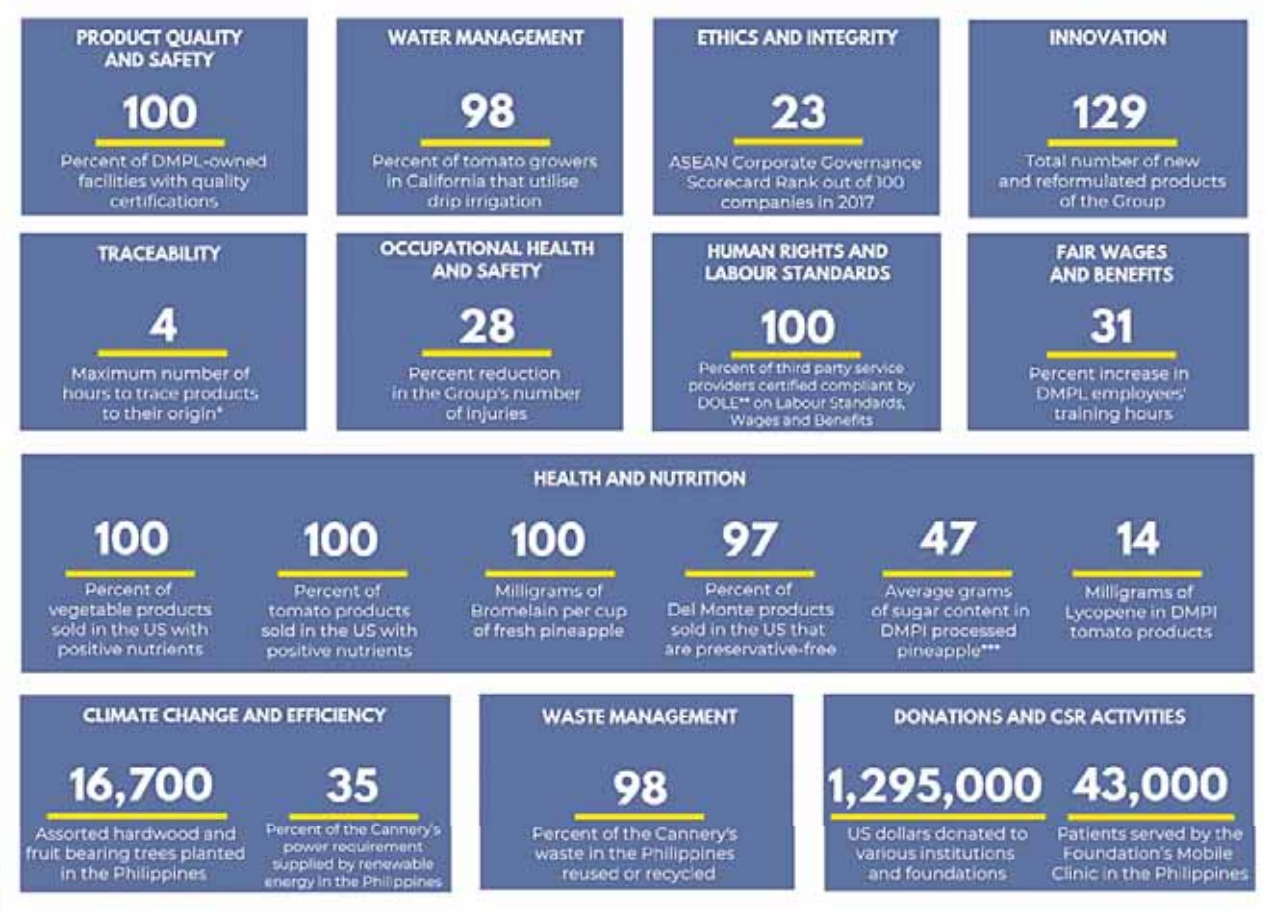 PRODUCT QUALITY
AND SAFETY
100
Percent of DMPL-owned
facilities with quality
certifications
WATER MANAGEMENT
98
Percent of tomato growers
in California that utilise
drip irrigation
ETHICS AND INTEGRITY
23
ASEAN Corporate Governance
Scorecard Rank out of 100
companies in 2017
INNOVATION
129
Total number of new
and reformulated products
of the Group
TRACEABILITY
4
Maximum number of
hours to trace products
to their origin*
OCCUPATIONAL HEALTH
AND SAFETY
28
Percent reduction
in the Group's number
of injuries
HUMAN RIGHTS AND
LABOUR STANDARDS
100
Percent of third party service
providers certified compliant by
DOLE** on Labour Standards,
Wages and Benefits
FAIR WAGES
AND BENEFITS
31
Percent increase in
DMPL employees'
training hours
HEALTH AND NUTRITION
100
Percent of
vegetable products
sold in the US with
positive nutrients
100
Percent of
tomato products
sold in the US with
positive nutrients
100
Milligrams of
Bromelain per cup
of fresh pineapple
97
Percent of
Del Monte products
sold in the US that
are preservative-free
47
Average grams
of sugar content in
DMPI processed
pineapple***
14
Milligrams of
Lycopene in DMPI
tomato products
CLIMATE CHANGE AND EFFICIENCY
16,700
Assorted hardwood and
fruit bearing trees planted
in the Philippines
35
Percent of the Cannery's
power requirement
supplied by renewable
energy in the Philippines
WASTE MANAGEMENT
98
Percent of the Cannery's
waste in the Philippines
reused or recycled
DONATIONS AND CSR ACTIVITIES
1,295,000
US dollars donated to
various institutions
and foundations
43,000
Patients served by the
Foundation's Mobile
Clinic in the Philippines